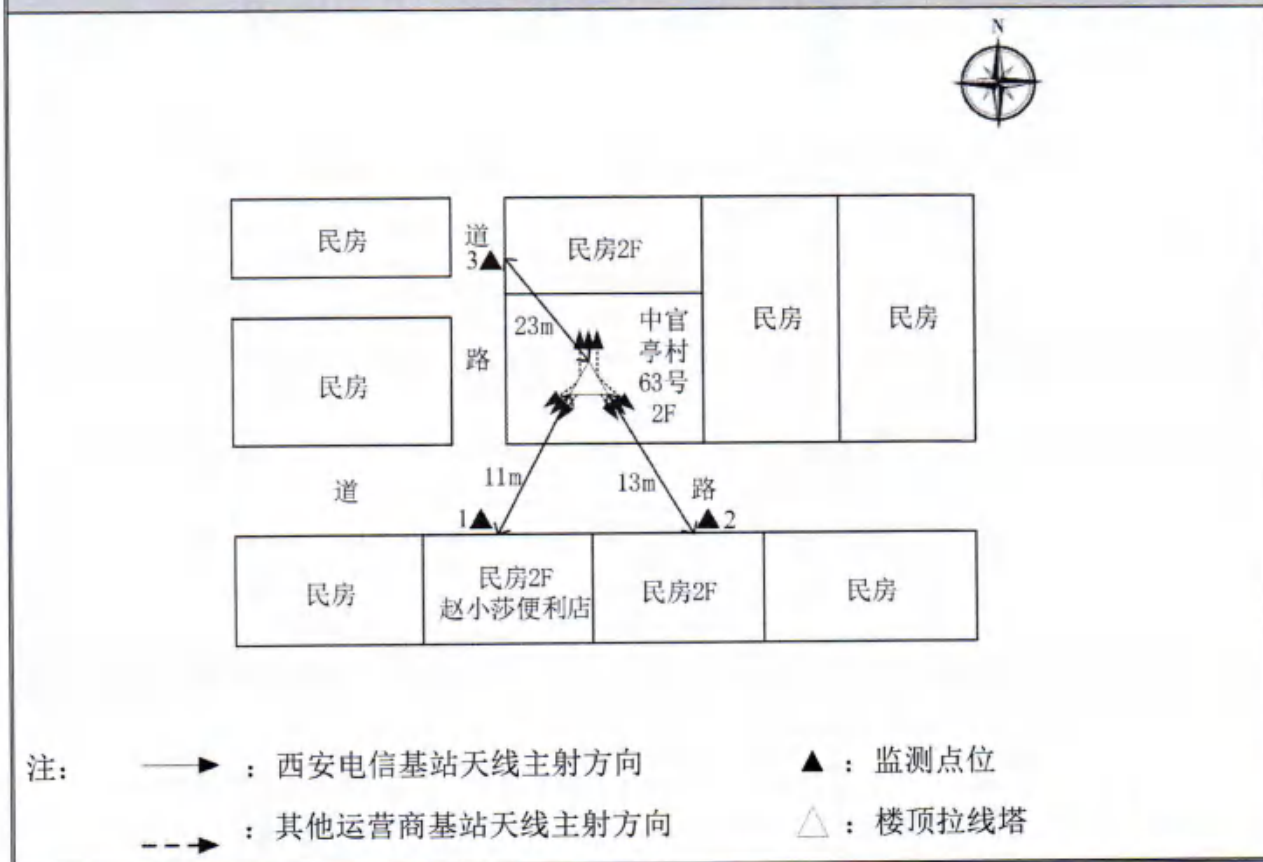 N
民房
道
3
民房2F
23m
中官
亭村
63号
2F
民房
民房
路
民房
11m
13m
道
路
1
2
民房
民房2F
赵小莎便利店
民房2F
民房
注：
：西安电信基站天线主射方向
：监测点位
：其他运营商基站天线主射方向
：楼顶拉线塔